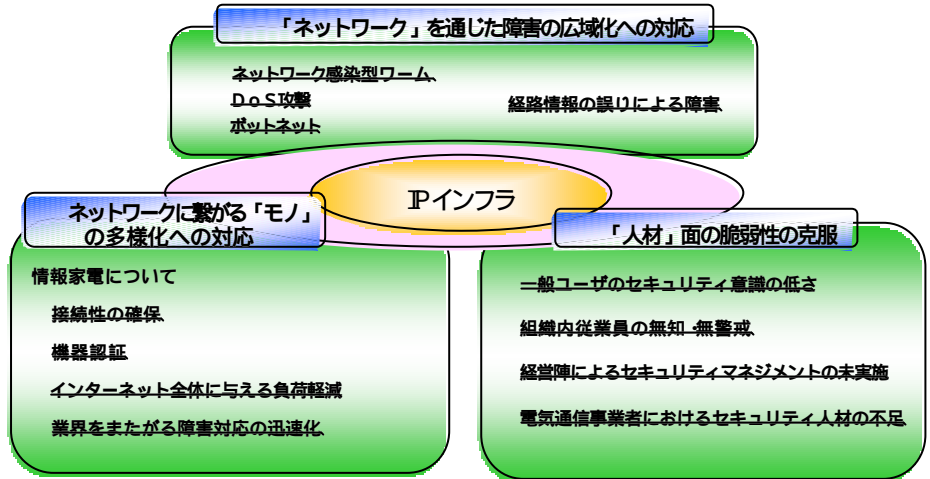 「ネットワーク」を通じた障害の広域化への対応
ネットワーク感染型ワーム、
DoS攻撃
ボットネット
経路情報の誤りによる障害
IPインフラ
ネットワークに繋がる「モノ」
の多様化への対応
情報家電について
接続性の確保、
機器認証
インターネット全体に与える負荷軽減
業界をまたがる障害対応の迅速化、
「人材」面の脆弱性の克服
一般ユーザのセキュリティ意識の低さ
組織内従業員の無知・無警戒、
経営陣によるセキュリティマネジメントの未実施
電気通信事業者におけるセキュリティ人材の不足